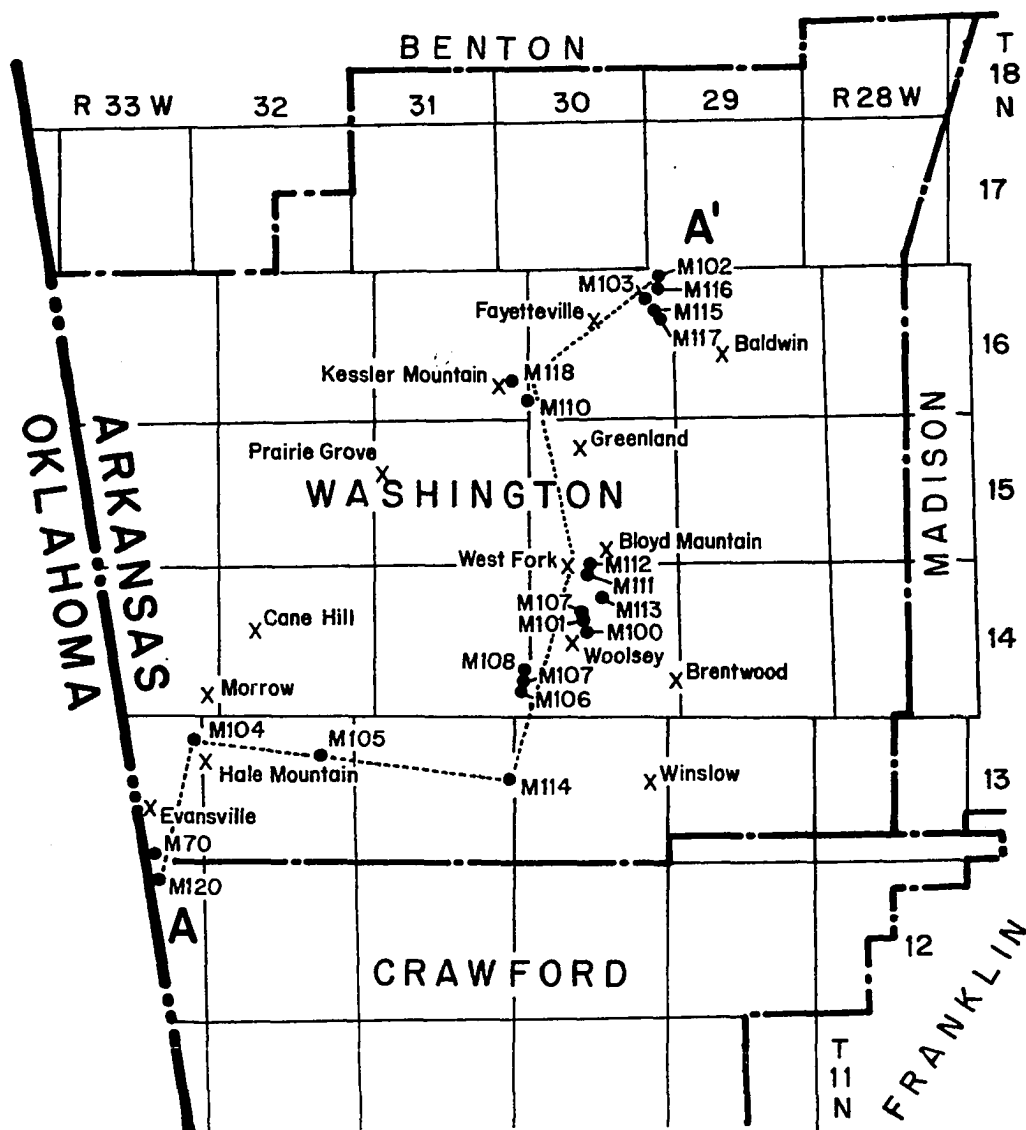 BENTON
T
18
N
R 33 W 32 31 30 29 R 28 W
17
A'
M102
M103
M116
Fayetteville
M115
M117
Baldwin
16
Kessler Mountain
M118
M110
ARKANSAS
OKLAHOMA
MADISON
Greenland
Prairie Grove
WASHINGTON
15
Bloyd Mauntain
West Fork
M112
M111
M107
M113
M101
M100
Cane Hill
14
Woolsey
M108
M107
Brentwood
M106
Morrow
M104
M105
Hale Mountain
M114
Winslow
13
Evansville
M70
M120
A
12
CRAWFORD
FRANKLIN
T
11
N